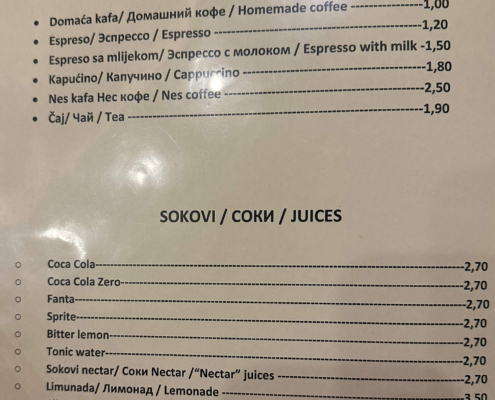 • Domaća kafa/ Домашний кофе / Homemade coffee ----------------1,00
• Espreso/ Эспрессо / Espresso ---------------------------------------1,20
• Espreso sa mlijekom/ Эспрессо с молоком / Espresso with milk -1,50
• Kapućino/ Капучино / Cappuccino ------------------------------------1,80
• Nes kafa Нес кофе / Nes coffee ---------------------------------------2,50
• Čaj/ Чай / Tea ----------------------------------------------------------1,90
SOKOVI / СОКИ / JUICES
○ Coca Cola---------------------------------------------------------------2,70
○ Coca Cola Zero----------------------------------------------------------2,70
○ Fanta-------------------------------------------------------------------2,70
○ Sprite------------------------------------------------------------------2,70
○ Bitter lemon------------------------------------------------------------2,70
○ Tonic water-------------------------------------------------------------2,70
○ Sokovi nectar/ Соки Nectar /“Nectar” juices -----------------------------2,70
○ Limunada/ Лимонад / Lemonade ---------------------------------------3,50